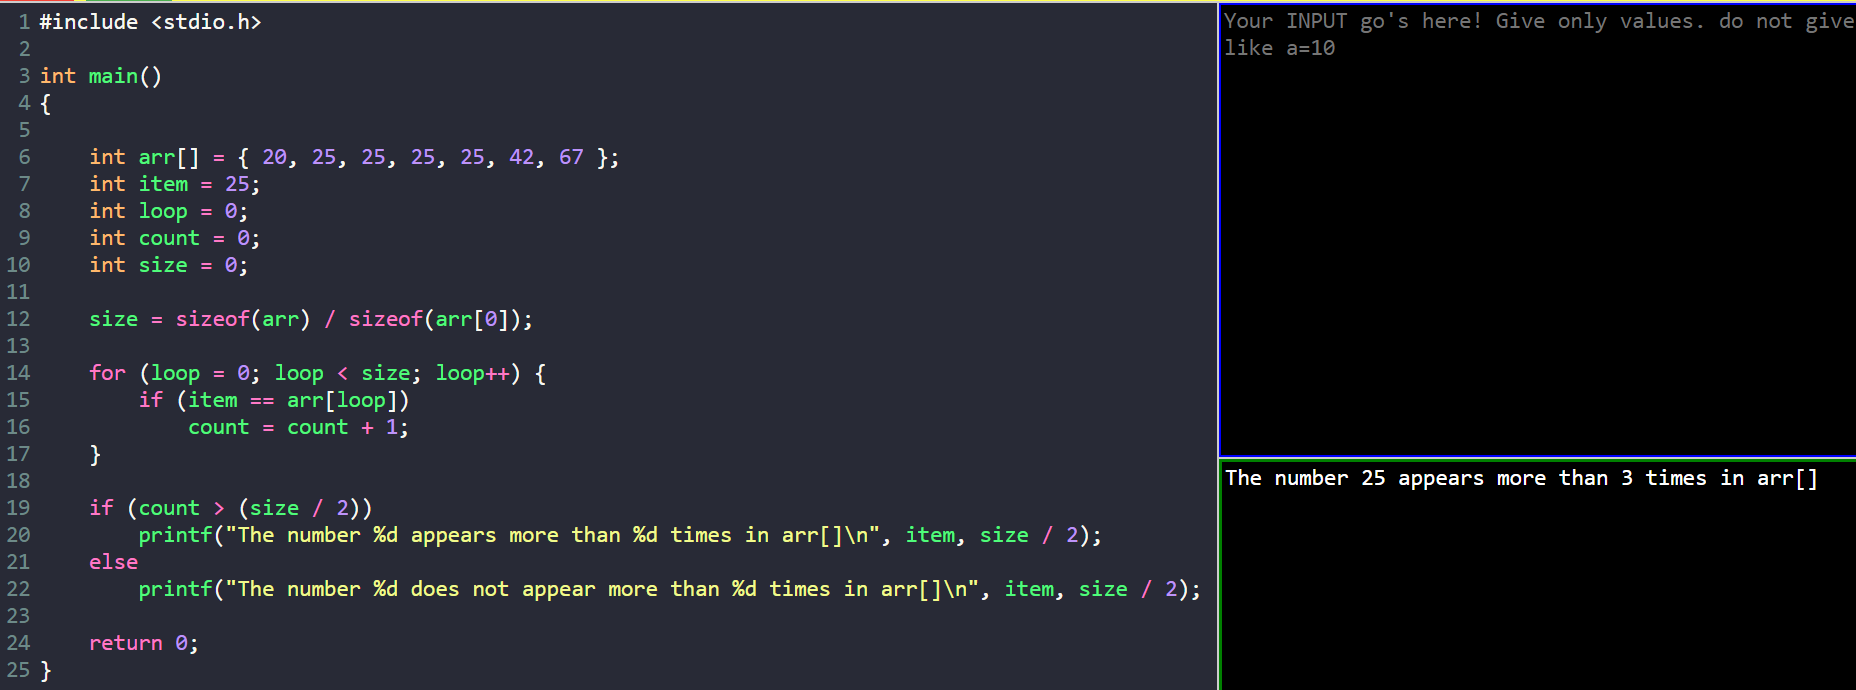 1 #include <stdio.h>
2
3 int main()
4 {
5
6     int arr[] = { 20, 25, 25, 25, 25, 42, 67 };
7     int item = 25;
8     int loop = 0;
9     int count = 0;
10     int size = 0;
11
12     size = sizeof(arr) / sizeof(arr[0]);
13
14     for (loop = 0; loop < size; loop++) {
15         if (item == arr[loop])
16             count = count + 1;
17     }
18
19     if (count > (size / 2))
20         printf("The number %d appears more than %d times in arr[]\n", item, size / 2);
21     else
22         printf("The number %d does not appear more than %d times in arr[]\n", item, size / 2);
23
24     return 0;
25 }
Your INPUT go's here! Give only values. do not give
like a=10
The number 25 appears more than 3 times in arr[]